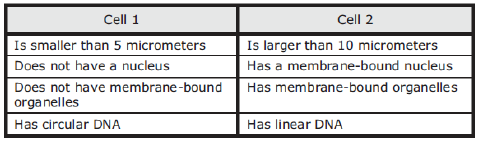 Cell 1 Cell 2
Is smaller than 5 micrometers Is larger than 10 micrometers
Does not have a nucleus Has a membrane-bound nucleus
Does not have membrane-bound Has membrane-bound organelles
organelles
Has circular DNA Has linear DNA